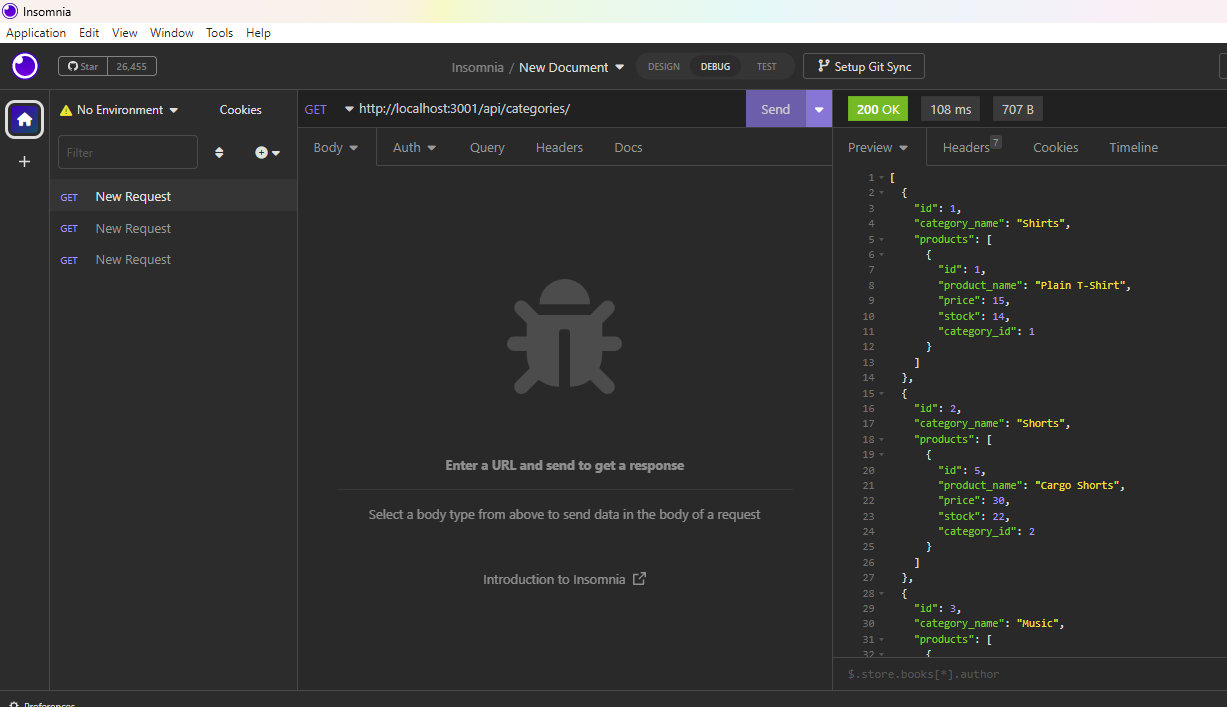 Insomnia
Application Edit View Window Tools Help
Star 26,455
Insomnia / New Document DESIGN DEBUG TEST Setup Git Sync
No Environment Cookies
GET http://localhost:3001/api/categories/ Send
200 OK 108 ms 707 B
Filter
Body Auth Query Headers Docs
Preview Headers 7 Cookies Timeline
GET New Request
GET New Request
GET New Request
Enter a URL and send to get a response
Select a body type from above to send data in the body of a request
Introduction to Insomnia
1 [
2 {
3 "id": 1,
4 "category_name": "Shirts",
5 "products": [
6 {
7 "id": 1,
8 "product_name": "Plain T-Shirt",
9 "price": 15,
10 "stock": 14,
11 "category_id": 1
12 }
13 ]
14 },
15 {
16 "id": 2,
17 "category_name": "Shorts",
18 "products": [
19 {
20 "id": 5,
21 "product_name": "Cargo Shorts",
22 "price": 30,
23 "stock": 22,
24 "category_id": 2
25 }
26 ]
27 },
28 {
29 "id": 3,
30 "category_name": "Music",
31 "products": [
32 {
$.store.books[*].author
Preferences